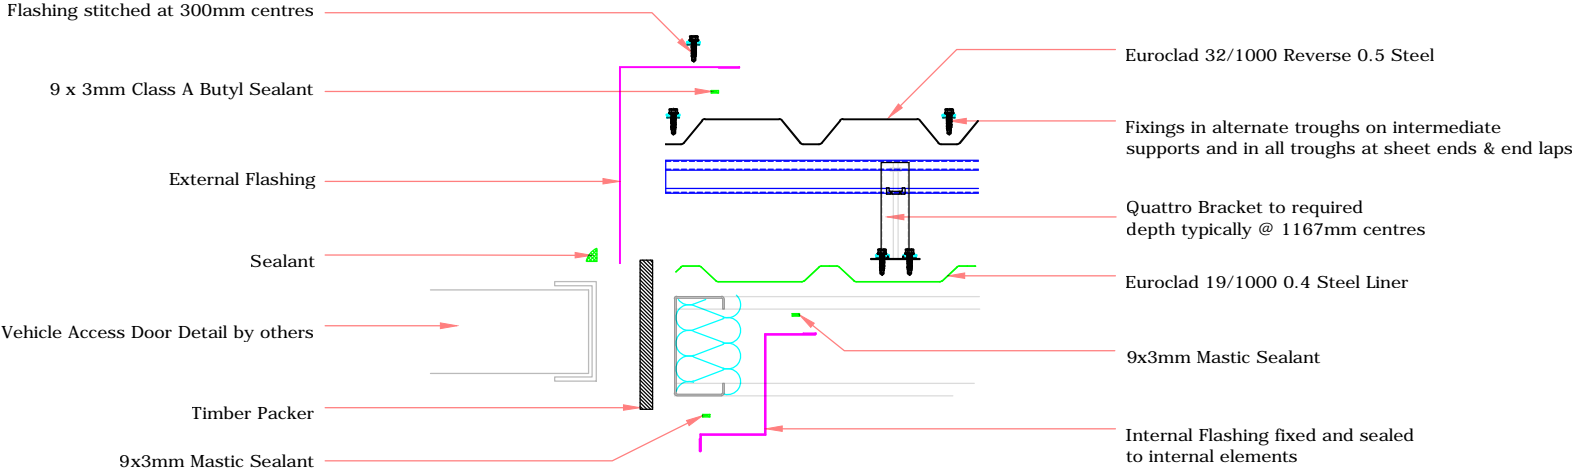 Flashing stitched at 300mm centres
9 x 3mm Class A Butyl Sealant
External Flashing
Sealant
Vehicle Access Door Detail by others
Timber Packer
9x3mm Mastic Sealant
Euroclad 32/1000 Reverse 0.5 Steel
Fixings in alternate troughs on intermediate
supports and in all troughs at sheet ends & end laps
Quattro Bracket to required
depth typically @ 1167mm centres
Euroclad 19/1000 0.4 Steel Liner
9x3mm Mastic Sealant
Internal Flashing fixed and sealed
to internal elements